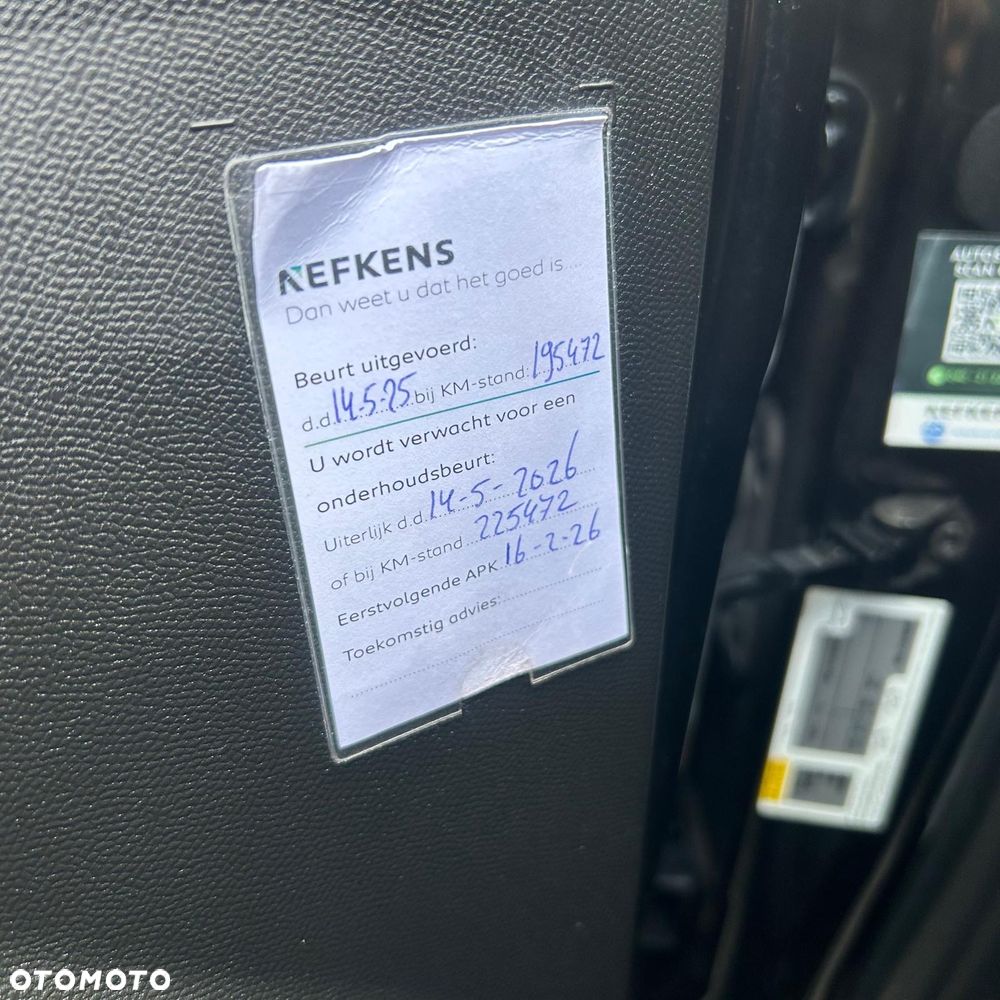 NEFKENS
Dan weet u dat het goed is...
Beurt uitgevoerd:
d.d. 14-5-25 bij KM-stand: 195472
U wordt verwacht voor een
onderhoudsbeurt:
Uiterlijk d.d. 14-5-2026
of bij KM-stand 225472
Eerstvolgende APK 16-2-26
Toekomstig advies:
SCAN
NEFKENS
OTOMOTO